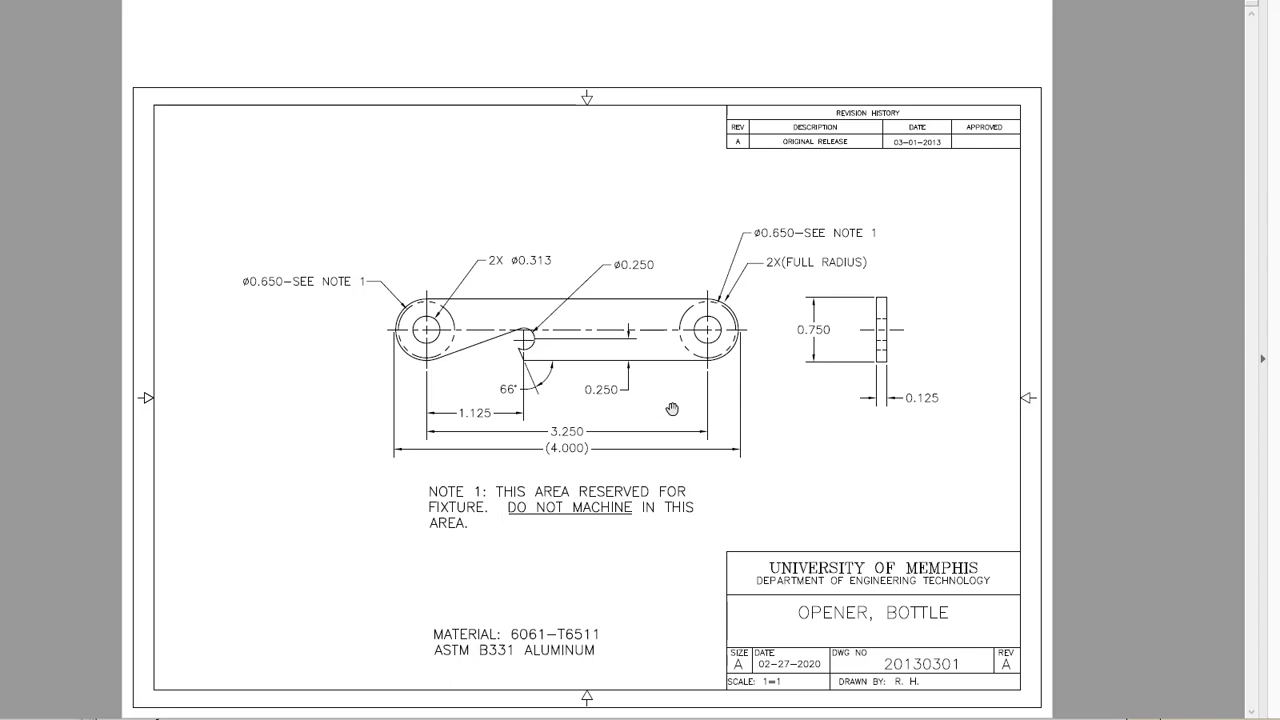 REVISION HISTORY
REV DESCRIPTION DATE APPROVED
A ORIGINAL RELEASE 03-01-2013
Ø0.650-SEE NOTE 1
2X(FULL RADIUS)
2X Ø0.313
Ø0.250
Ø0.650-SEE NOTE 1
0.750
66°
0.250
0.125
1.125
3.250
(4.000)
NOTE 1: THIS AREA RESERVED FOR
FIXTURE. DO NOT MACHINE IN THIS
AREA.
MATERIAL: 6061-T6511
ASTM B331 ALUMINUM
UNIVERSITY OF MEMPHIS
DEPARTMENT OF ENGINEERING TECHNOLOGY
OPENER, BOTTLE
SIZE DATE DWG NO REV
A 02-27-2020 20130301 A
SCALE: 1=1 DRAWN BY: R. H.